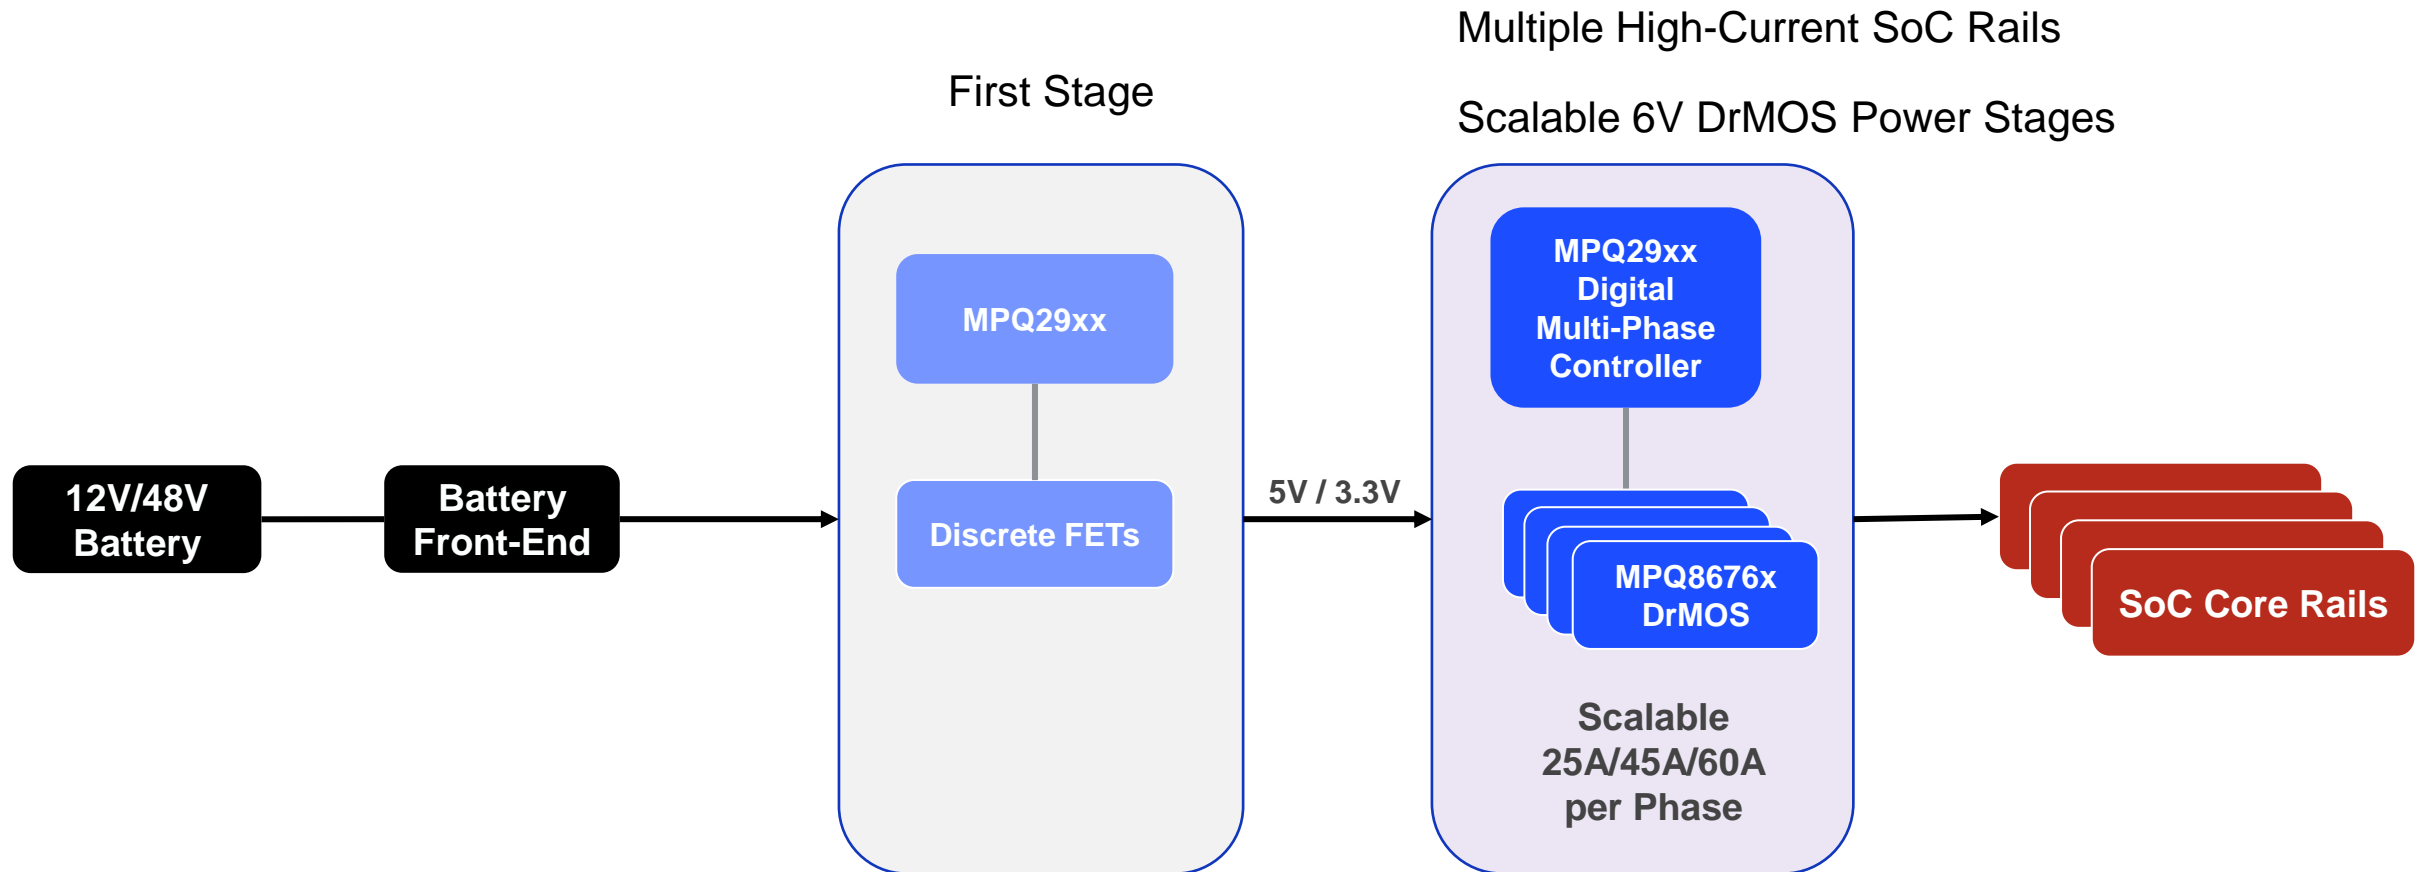 Multiple High-Current SoC Rails
First Stage
Scalable 6V DrMOS Power Stages
MPQ29xx
MPQ29xx
Digital
Multi-Phase
Controller
12V/48V
Battery
Battery
Front-End
Discrete FETs
5V / 3.3V
MPQ8676x
DrMOS
SoC Core Rails
Scalable
25A/45A/60A
per Phase